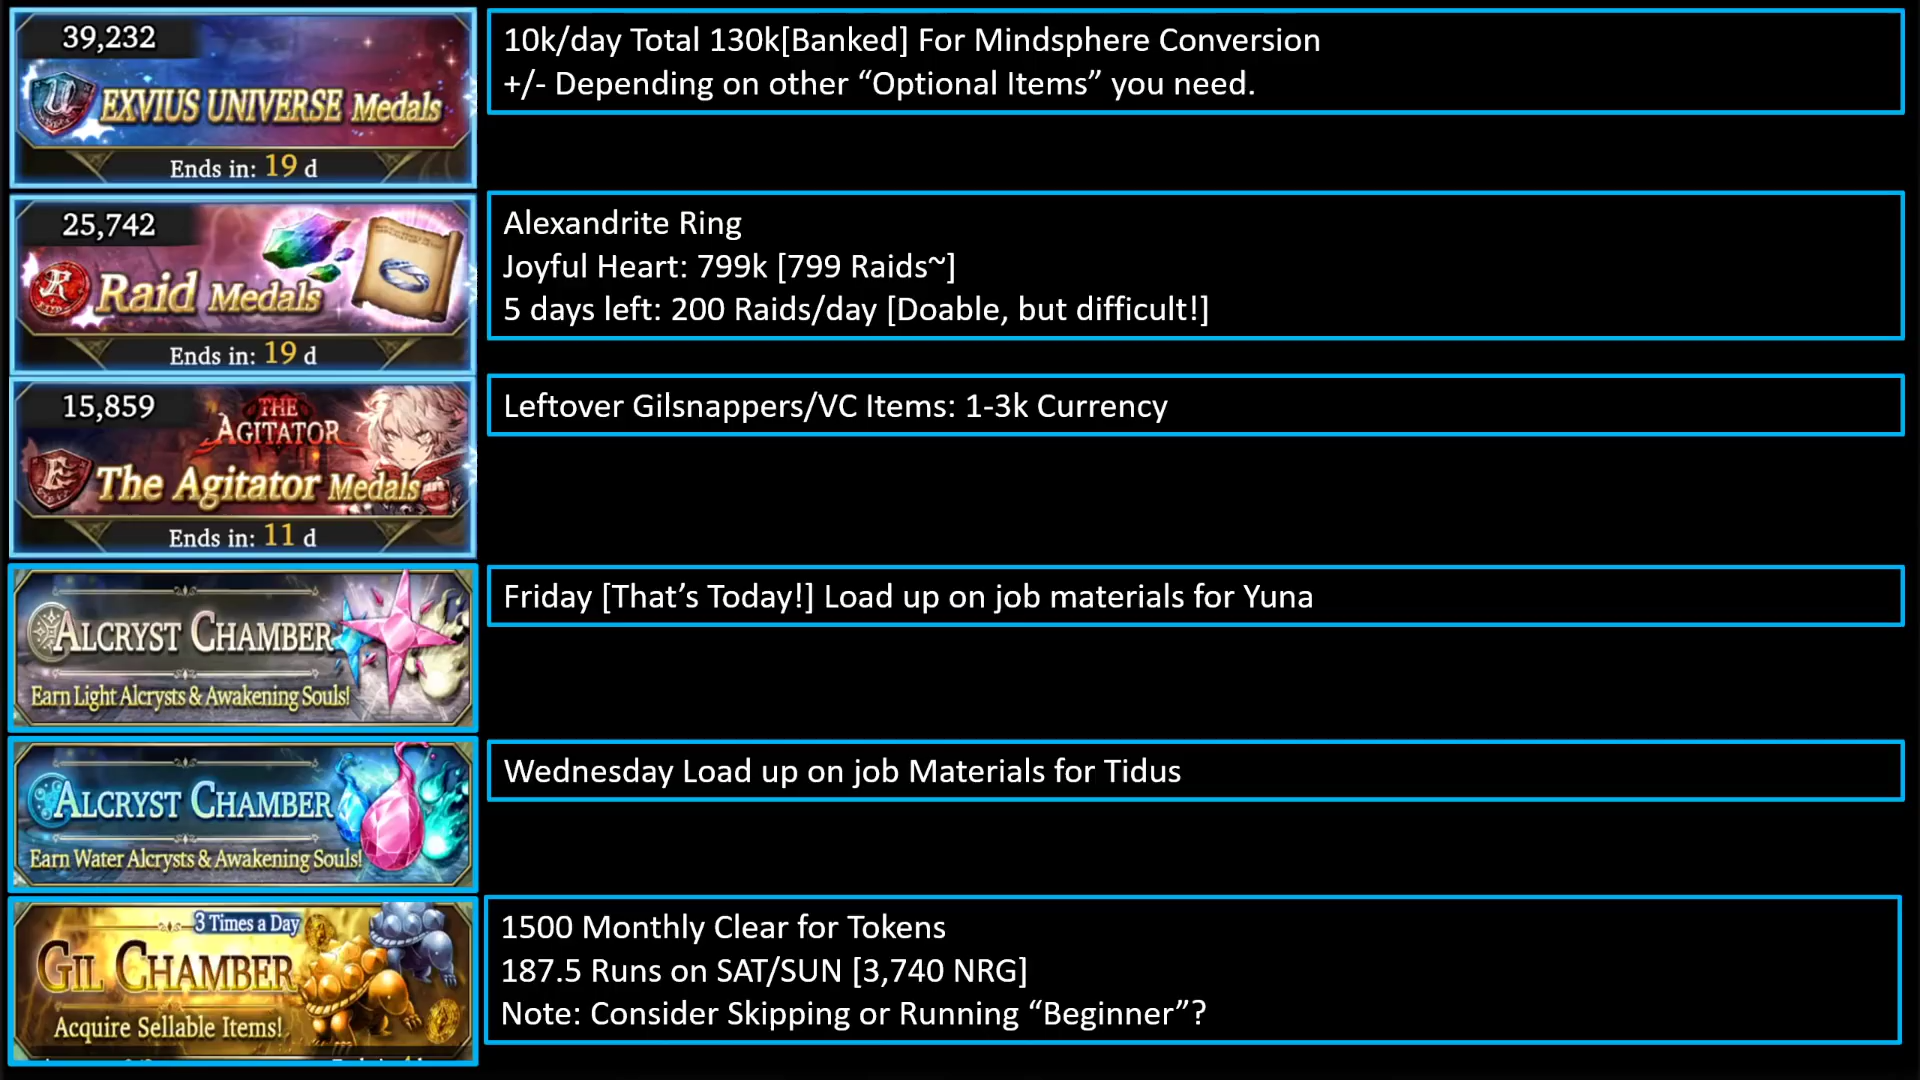 39,232
EXVIUS UNIVERSE Medals
Ends in: 19 d
10k/day Total 130k[Banked] For Mindsphere Conversion
+/- Depending on other “Optional Items” you need.
25,742
Raid Medals
Ends in: 19 d
Alexandrite Ring
Joyful Heart: 799k [799 Raids~]
5 days left: 200 Raids/day [Doable, but difficult!]
15,859
THE
AGITATOR
The Agitator Medals
Ends in: 11 d
Leftover Gilsnappers/VC Items: 1-3k Currency
ALCRYST CHAMBER
Earn Light Alcrysts & Awakening Souls!
Friday [That’s Today!] Load up on job materials for Yuna
ALCRYST CHAMBER
Earn Water Alcrysts & Awakening Souls!
Wednesday Load up on job Materials for Tidus
3 Times a Day
GIL CHAMBER
Acquire Sellable Items!
1500 Monthly Clear for Tokens
187.5 Runs on SAT/SUN [3,740 NRG]
Note: Consider Skipping or Running “Beginner”?